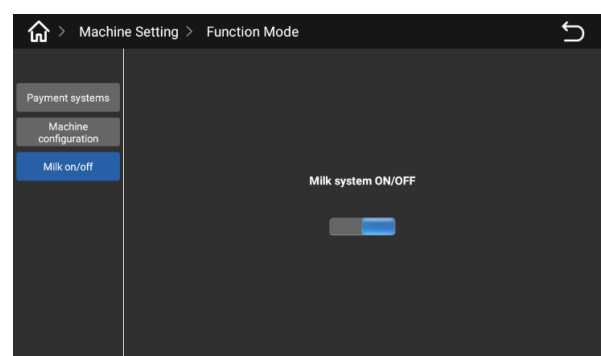 > Machine Setting > Function Mode
Payment systems
Machine
configuration
Milk on/off
Milk system ON/OFF